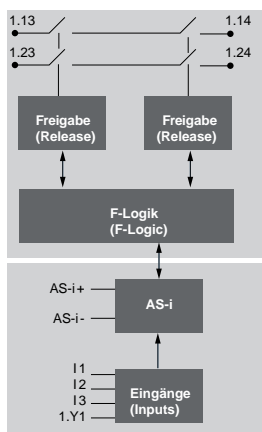 1.13 1.14
1.23 1.24
Freigabe Freigabe
(Release) (Release)
F-Logik
(F-Logic)
AS-i+
AS-i
AS-i-
I1
I2
I3
1.Y1
Eingänge
(Inputs)